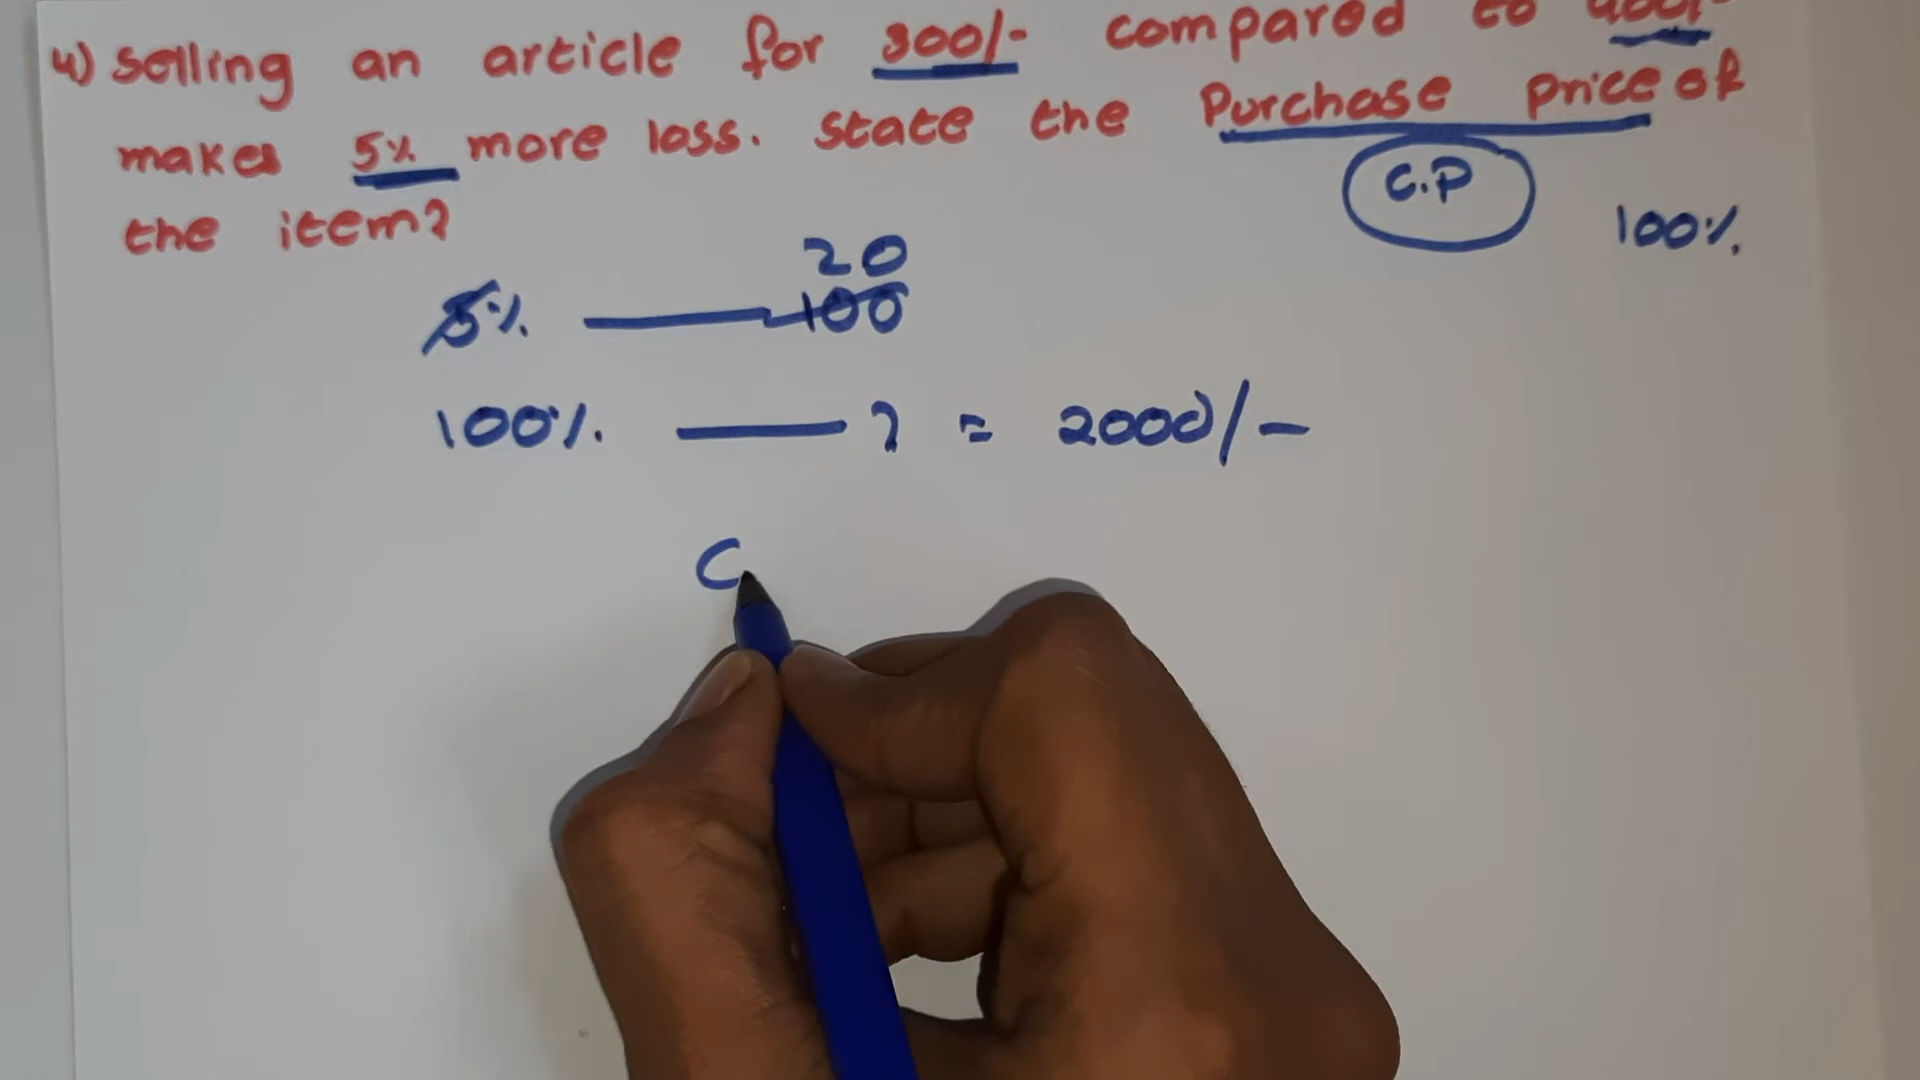 4) Selling an article for 300/- compared to 400/-
makes 5% more loss. State the Purchase price of
the item?
C.P
100%.
20
5%. 100
100%. ? = 2000/-
C